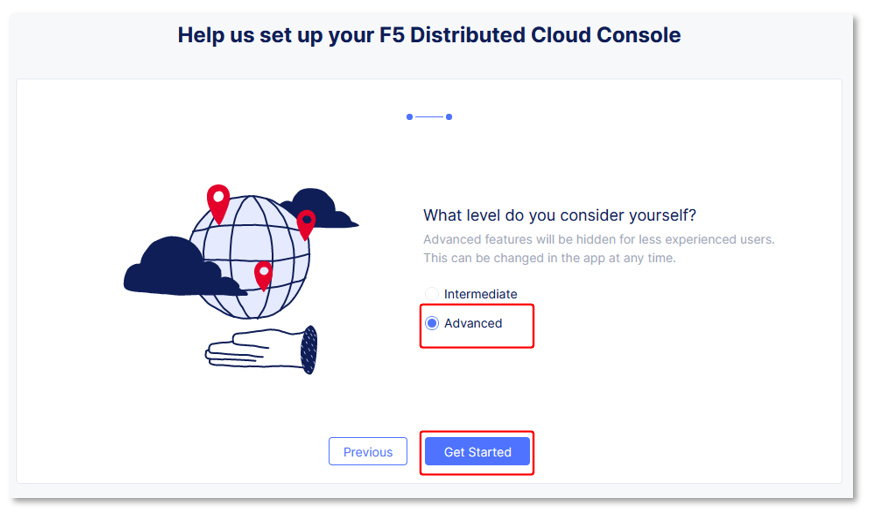 Help us set up your F5 Distributed Cloud Console
What level do you consider yourself?
Advanced features will be hidden for less experienced users.
This can be changed in the app at any time.
Intermediate
Advanced
Previous
Get Started